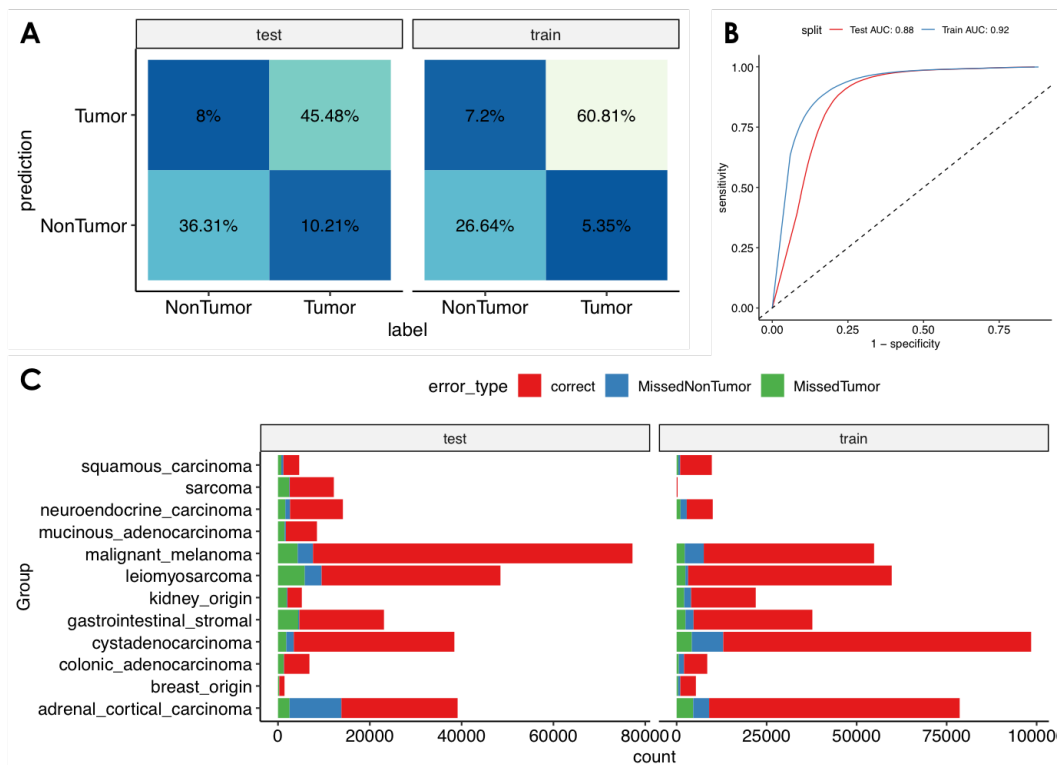 A
test
train
Tumor
8%
45.48%
7.2%
60.81%
prediction
NonTumor
36.31%
10.21%
26.64%
5.35%
NonTumor
Tumor
NonTumor
Tumor
label
B
split
Test AUC: 0.88
Train AUC: 0.92
1.00
0.75
0.50
0.25
0.00
sensitivity
0.00
0.25
0.50
0.75
1 − specificity
C
error_type
correct
MissedNonTumor
MissedTumor
test
train
Group
squamous_carcinoma
sarcoma
neuroendocrine_carcinoma
mucinous_adenocarcinoma
malignant_melanoma
leiomyosarcoma
kidney_origin
gastrointestinal_stromal
cystadenocarcinoma
colonic_adenocarcinoma
breast_origin
adrenal_cortical_carcinoma
0
20000
40000
60000
80000
25000
50000
75000
count